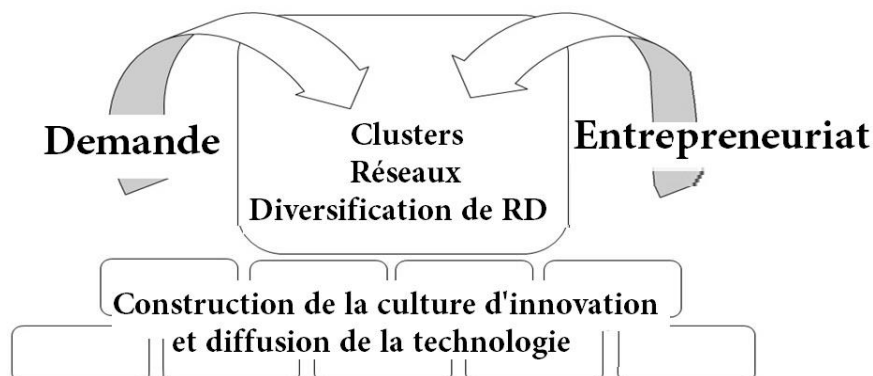 Demande
Clusters
Réseaux
Diversification de RD
Entrepreneuriat
Construction de la culture d'innovation
et diffusion de la technologie